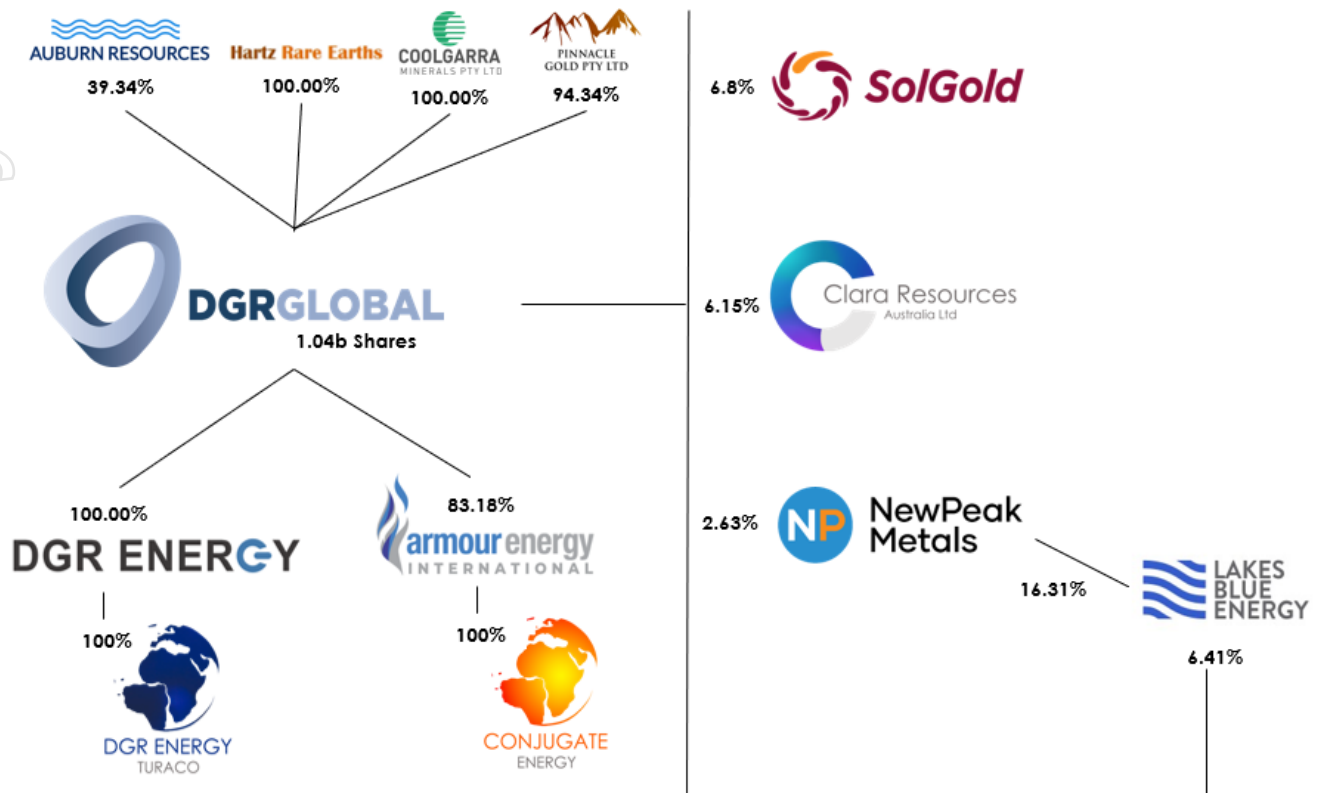 AUBURN RESOURCES
39.34%
Hartz Rare Earths
100.00%
COOLGARRA
MINERALS PTY LTD
100.00%
PINNACLE
GOLD PTY LTD
94.34%
6.8%
SolGold
DGRGLOBAL
1.04b Shares
6.15%
Clara Resources
Australia Ltd
100.00%
DGR ENERGY
100%
DGR ENERGY
TURACO
83.18%
armour energy
INTERNATIONAL
100%
CONJUGATE
ENERGY
2.63%
NP
NewPeak
Metals
16.31%
LAKES
BLUE
ENERGY
6.41%